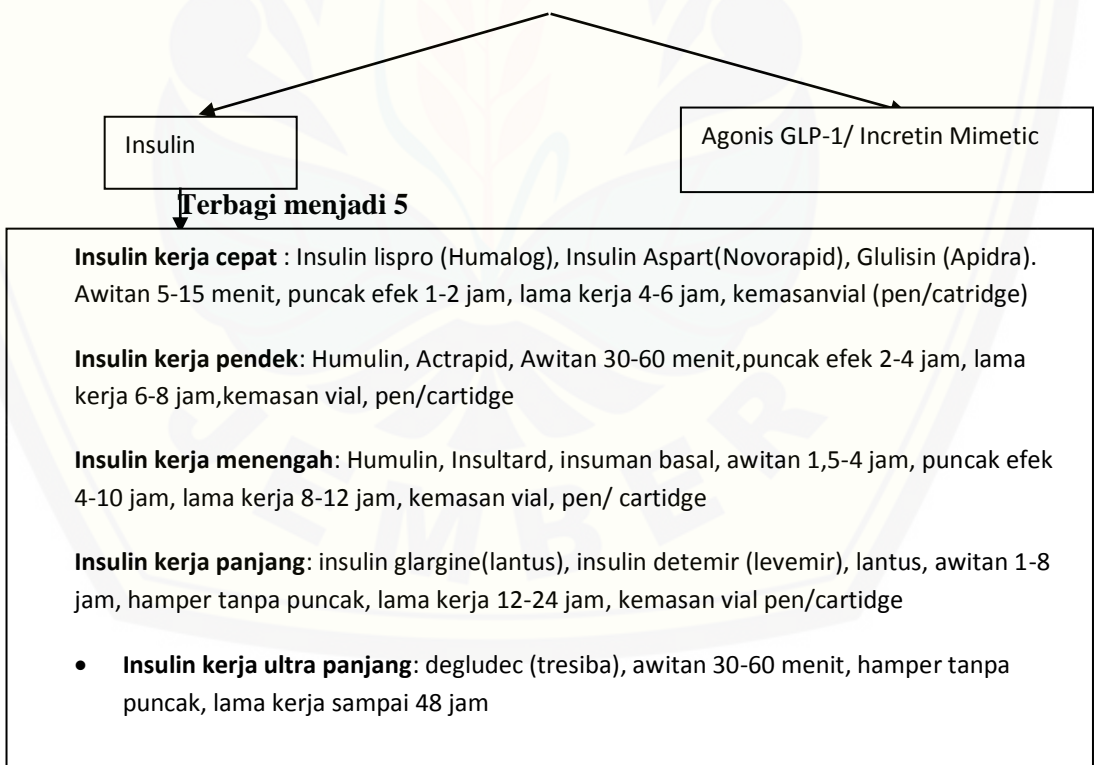 Insulin
Agonis GLP-1/ Incretin Mimetic
Terbagi menjadi 5
Insulin kerja cepat : Insulin lispro (Humalog), Insulin Aspart(Novorapid), Glulisin (Apidra).
Awitan 5-15 menit, puncak efek 1-2 jam, lama kerja 4-6 jam, kemasanvial (pen/catridge)
Insulin kerja pendek: Humulin, Actrapid, Awitan 30-60 menit,puncak efek 2-4 jam, lama
kerja 6-8 jam,kemasan vial, pen/cartidge
Insulin kerja menengah: Humulin, Insultard, insuman basal, awitan 1,5-4 jam, puncak efek
4-10 jam, lama kerja 8-12 jam, kemasan vial, pen/ cartidge
Insulin kerja panjang: insulin glargine(lantus), insulin detemir (levemir), lantus, awitan 1-8
jam, hamper tanpa puncak, lama kerja 12-24 jam, kemasan vial pen/cartidge
• Insulin kerja ultra panjang: degludec (tresiba), awitan 30-60 menit, hamper tanpa
puncak, lama kerja sampai 48 jam
JEMBER